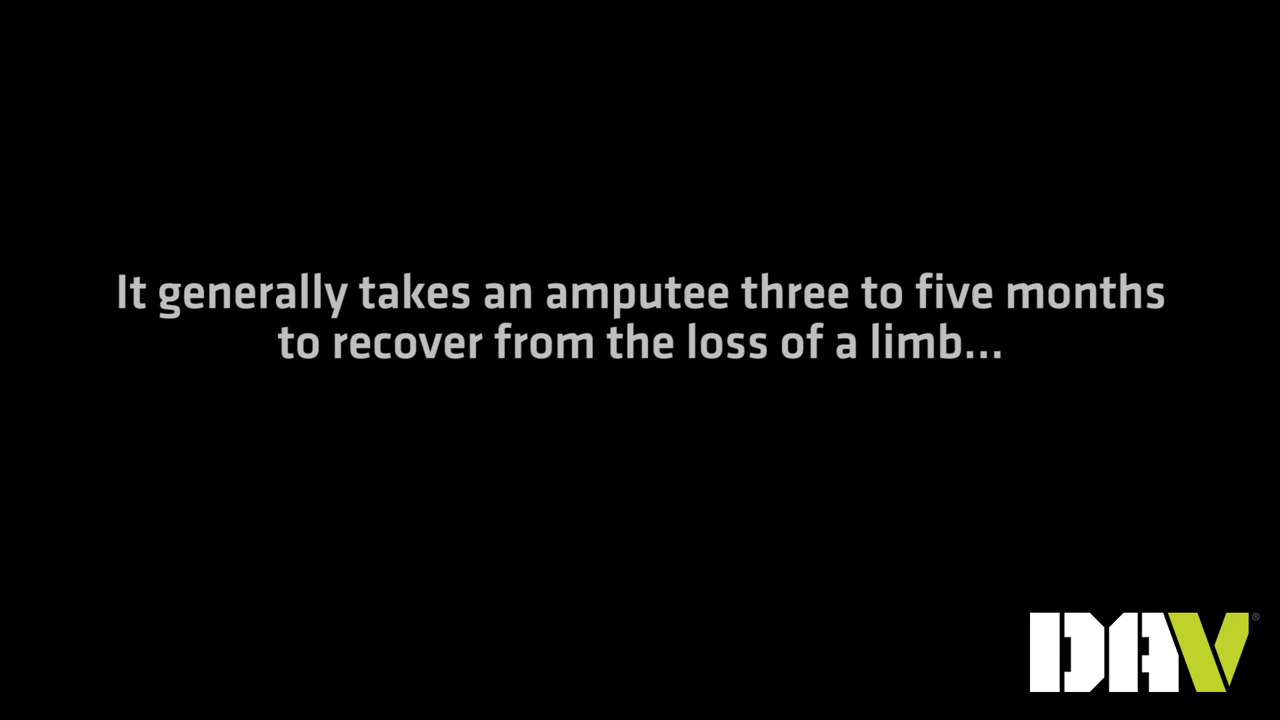 It generally takes an amputee three to five months
to recover from the loss of a limb...
DAV®